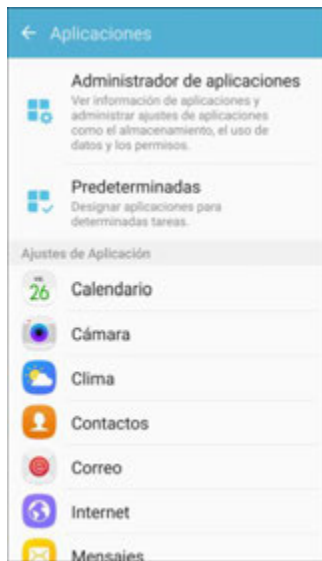 Aplicaciones
Administrador de aplicaciones
Ver información de aplicaciones y
administrar ajustes de aplicaciones
como el almacenamiento, el uso de
datos y los permisos.
Predeterminadas
Designar aplicaciones para
determinadas tareas.
Ajustes de Aplicación
26
Calendario
Cámara
Clima
Contactos
Correo
Internet
Mensajes